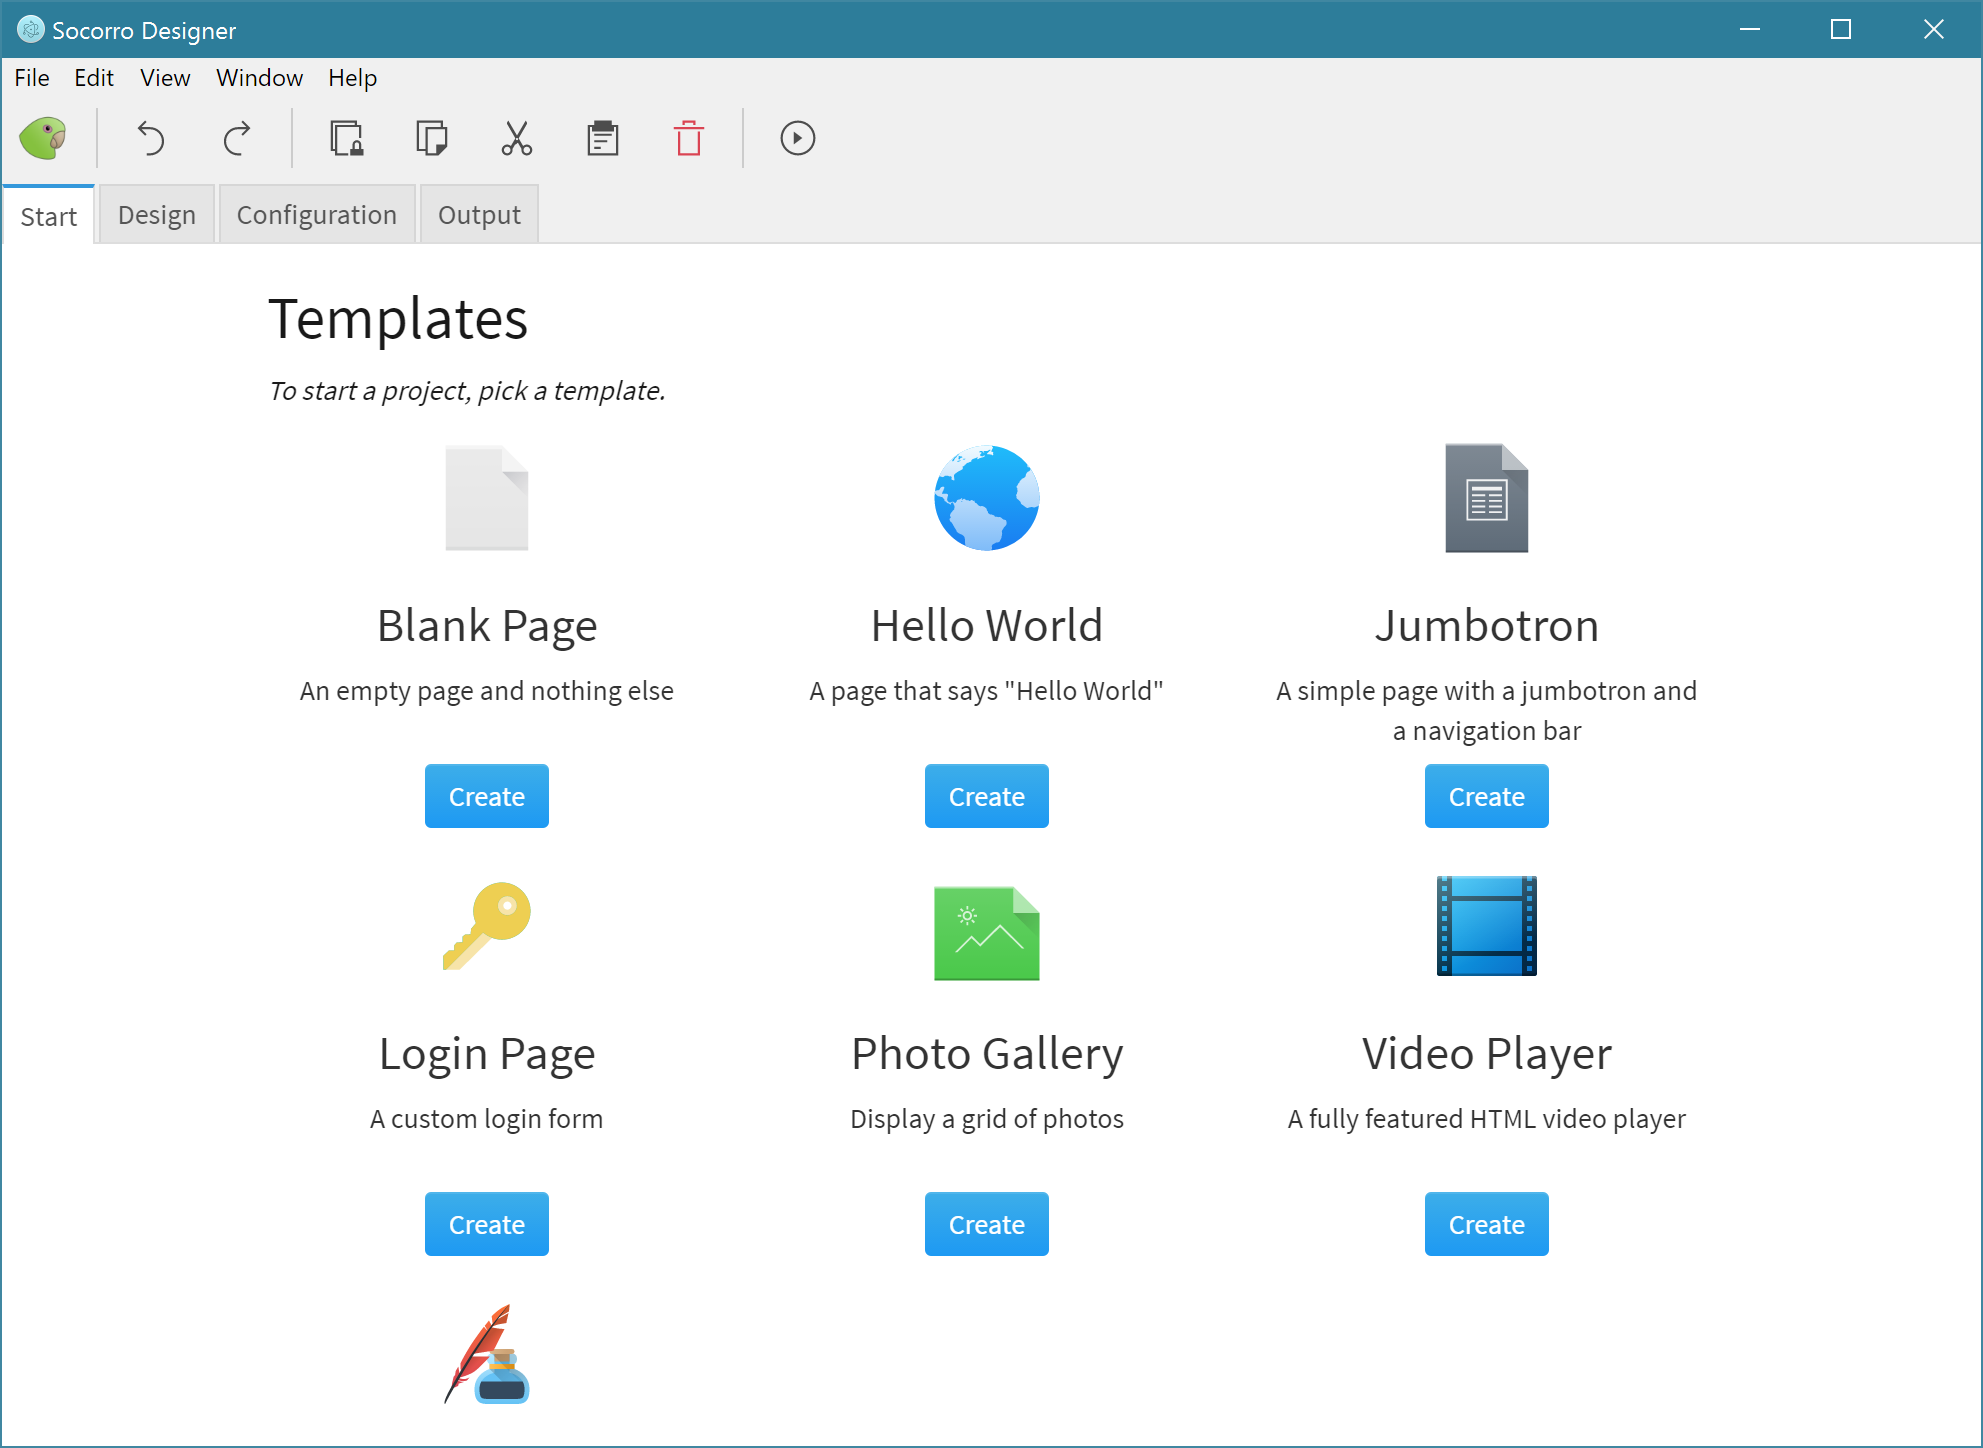 Socorro Designer
File Edit View Window Help
Start Design Configuration Output
Templates
To start a project, pick a template.
Blank Page Hello World Jumbotron
An empty page and nothing else A page that says "Hello World" A simple page with a jumbotron and
a navigation bar
Create Create Create
Login Page Photo Gallery Video Player
A custom login form Display a grid of photos A fully featured HTML video player
Create Create Create